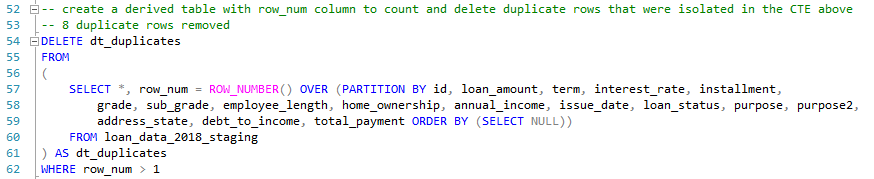 52 -- create a derived table with row_num column to count and delete duplicate rows that were isolated in the CTE above
53 -- 8 duplicate rows removed
54 DELETE dt_duplicates
55 FROM
56 (
57 SELECT *, row_num = ROW_NUMBER() OVER (PARTITION BY id, loan_amount, term, interest_rate, installment,
58 grade, sub_grade, employee_length, home_ownership, annual_income, issue_date, loan_status, purpose, purpose2,
59 address_state, debt_to_income, total_payment ORDER BY (SELECT NULL))
60 FROM loan_data_2018_staging
61 ) AS dt_duplicates
62 WHERE row_num > 1